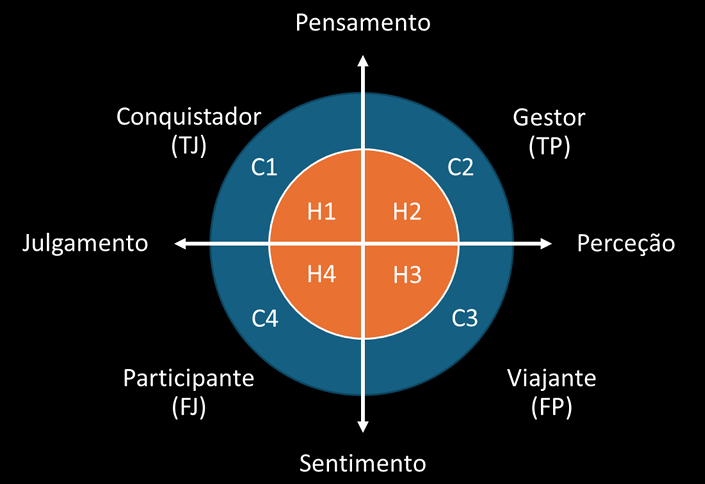 Pensamento
Conquistador
(TJ)
Gestor
(TP)
C1
C2
H1
H2
Julgamento
Perceção
H4
H3
C4
C3
Participante
(FJ)
Viajante
(FP)
Sentimento